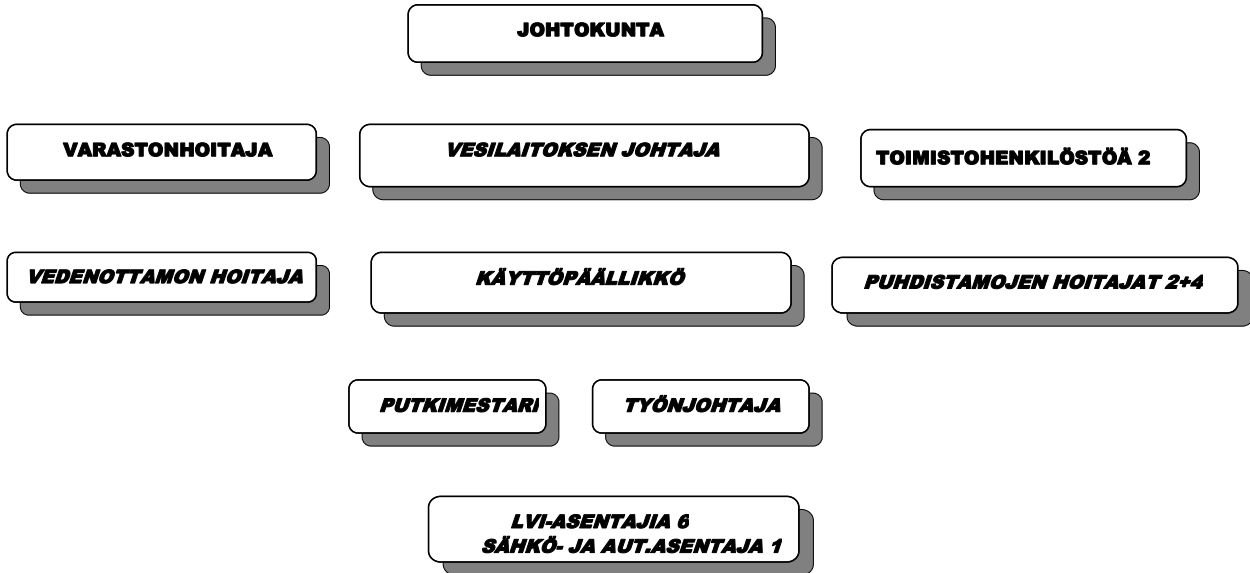 JOHTOKUNTA
VARASTONHOITAJA
VESILAITOKSEN JOHTAJA
TOIMISTOHENKILÖSTÖÄ 2
VEDENOTTAMON HOITAJA
KÄYTTÖPÄÄLLIKKÖ
PUHDISTAMOJEN HOITAJAT 2+4
PUTKIMESTARI
TYÖNJOHTAJA
LVI-ASENTAJIA 6
SÄHKÖ- JA AUT.ASENTAJA 1